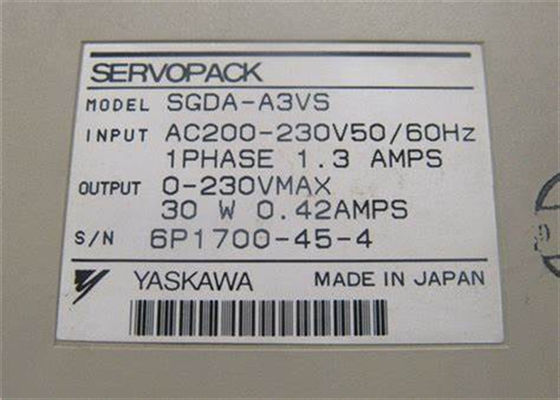 SERVOPACK
MODEL SGDA-A3VS
INPUT AC200-230V50/60Hz
1PHASE 1.3 AMPS
OUTPUT 0-230VMAX
30 W 0.42AMPS
S/N 6P1700-45-4
YASKAWA MADE IN JAPAN